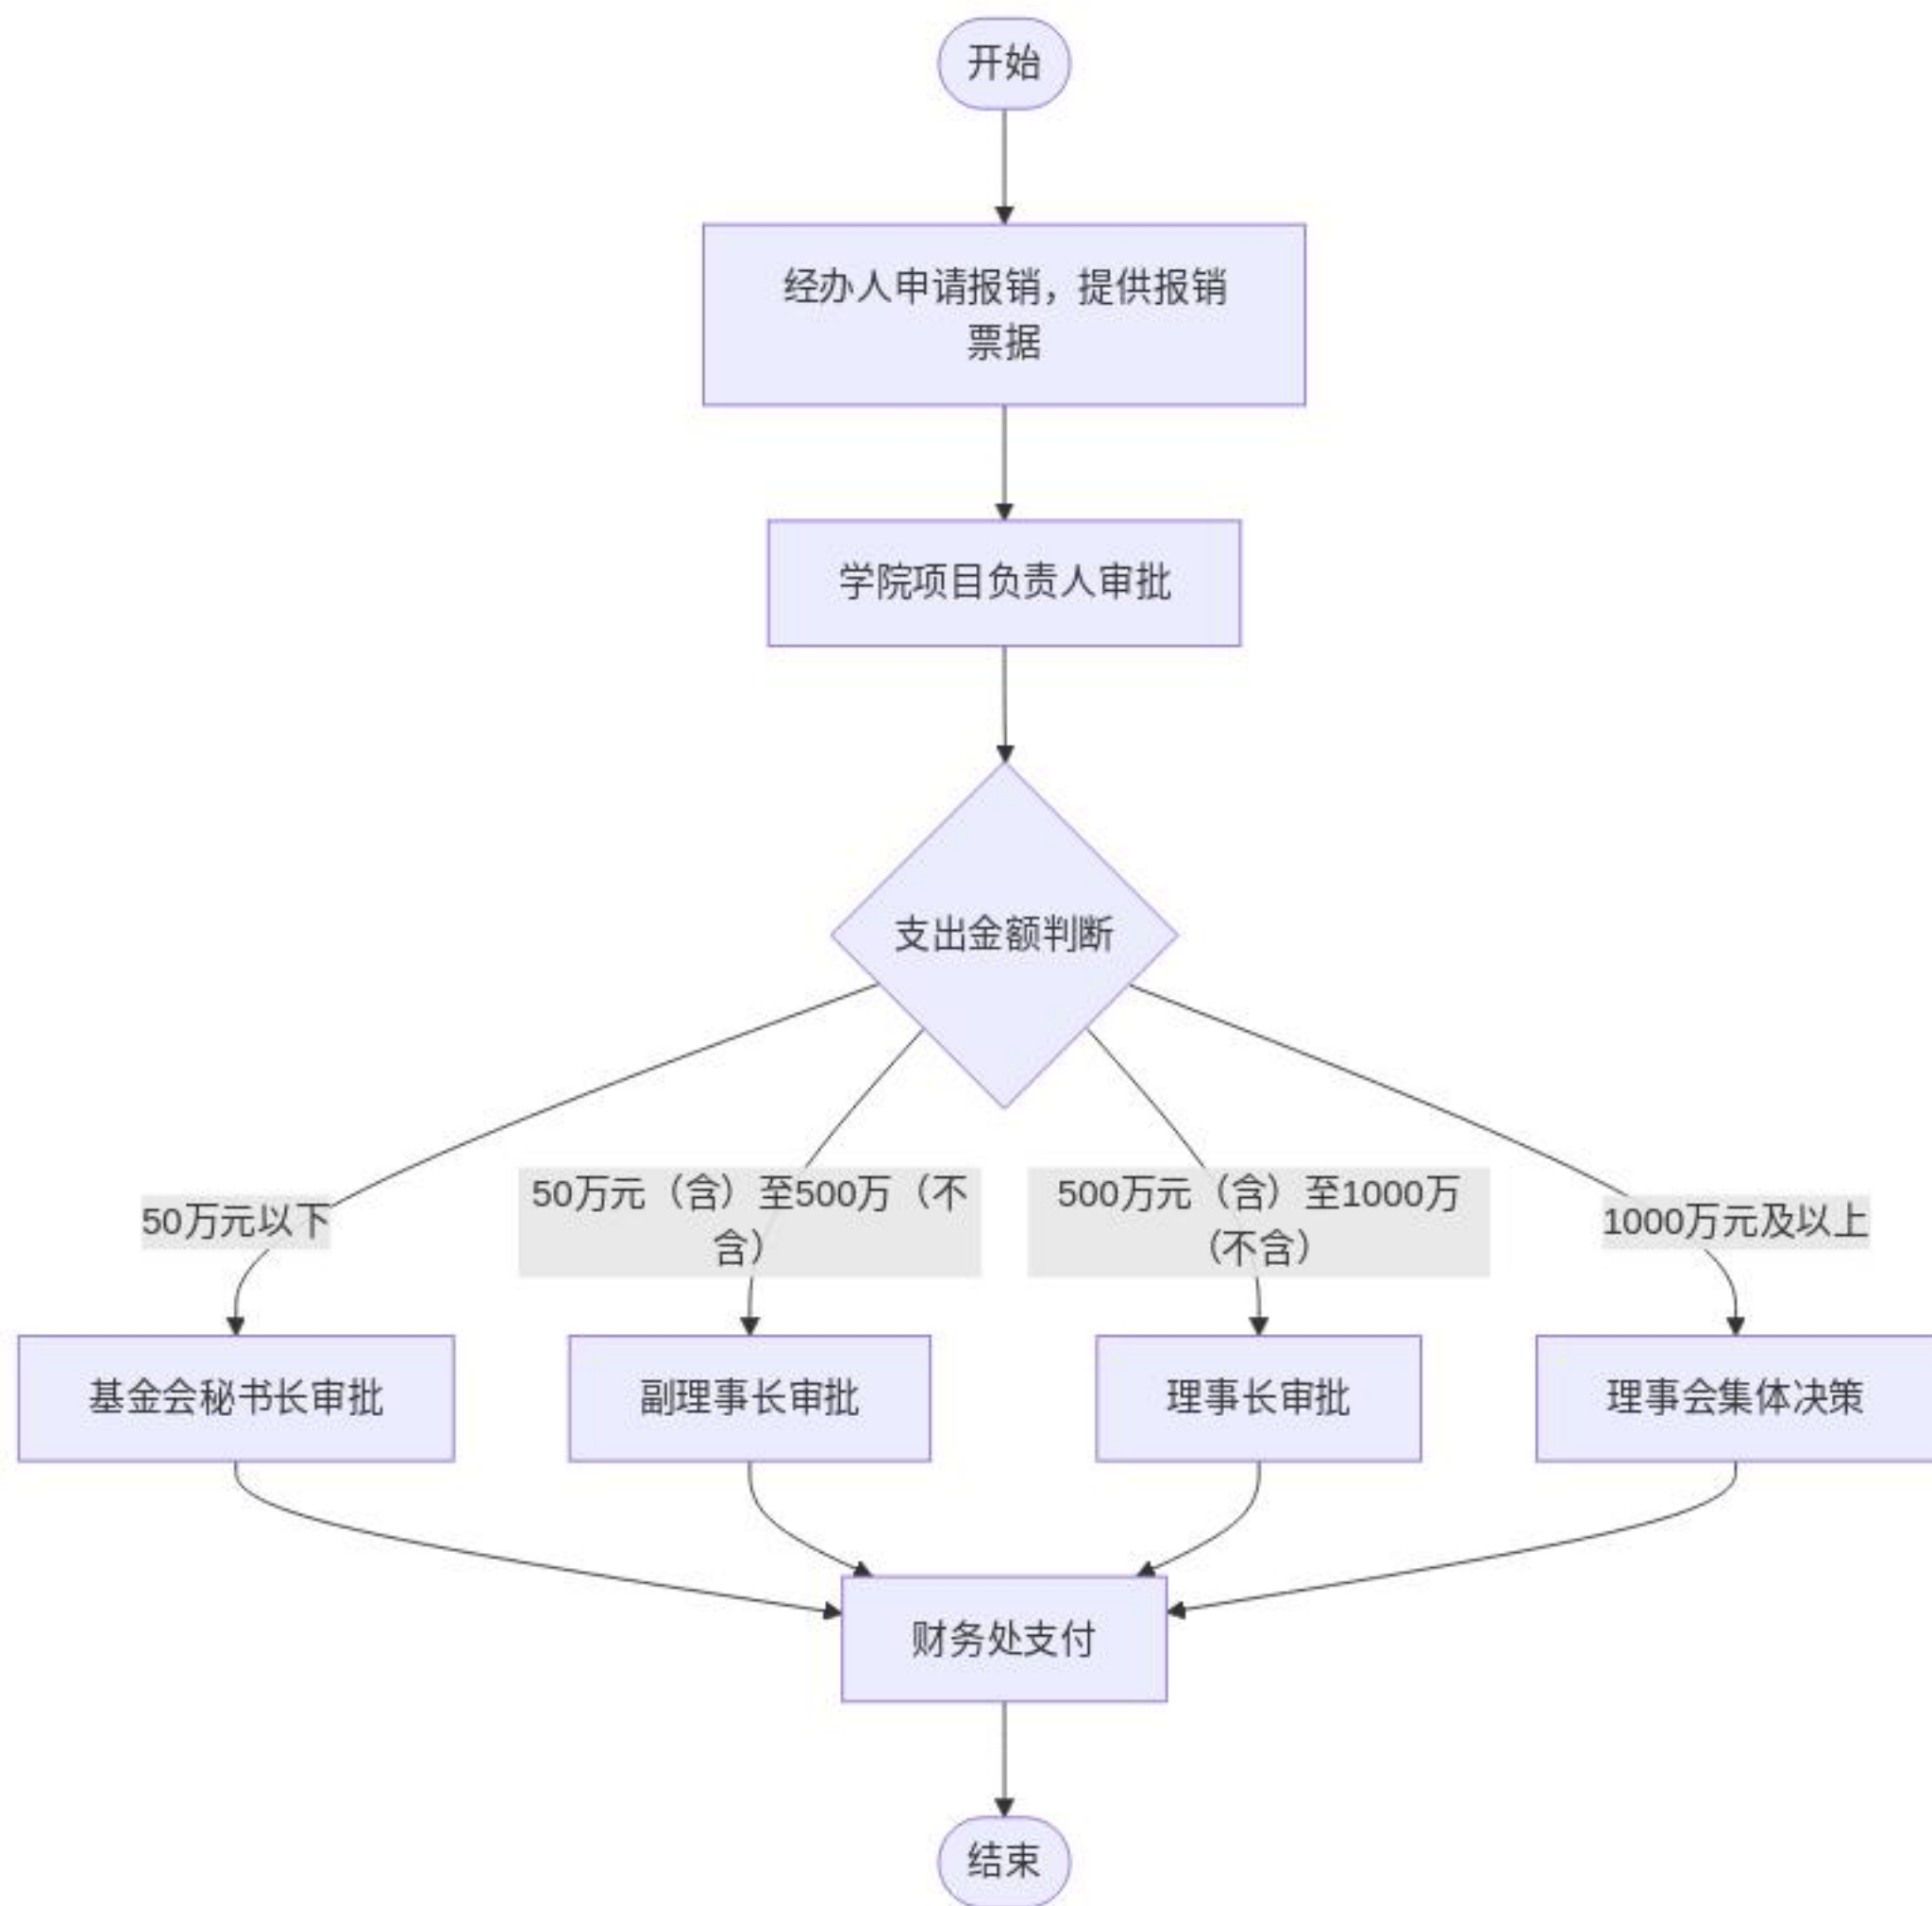 开始
经办人申请报销，提供报销
票据
学院项目负责人审批
支出金额判断
50万元以下
50万元（含）至500万（不
含）
500万元（含）至1000万
（不含）
1000万元及以上
基金会秘书长审批
副理事长审批
理事长审批
理事会集体决策
财务处支付
结束